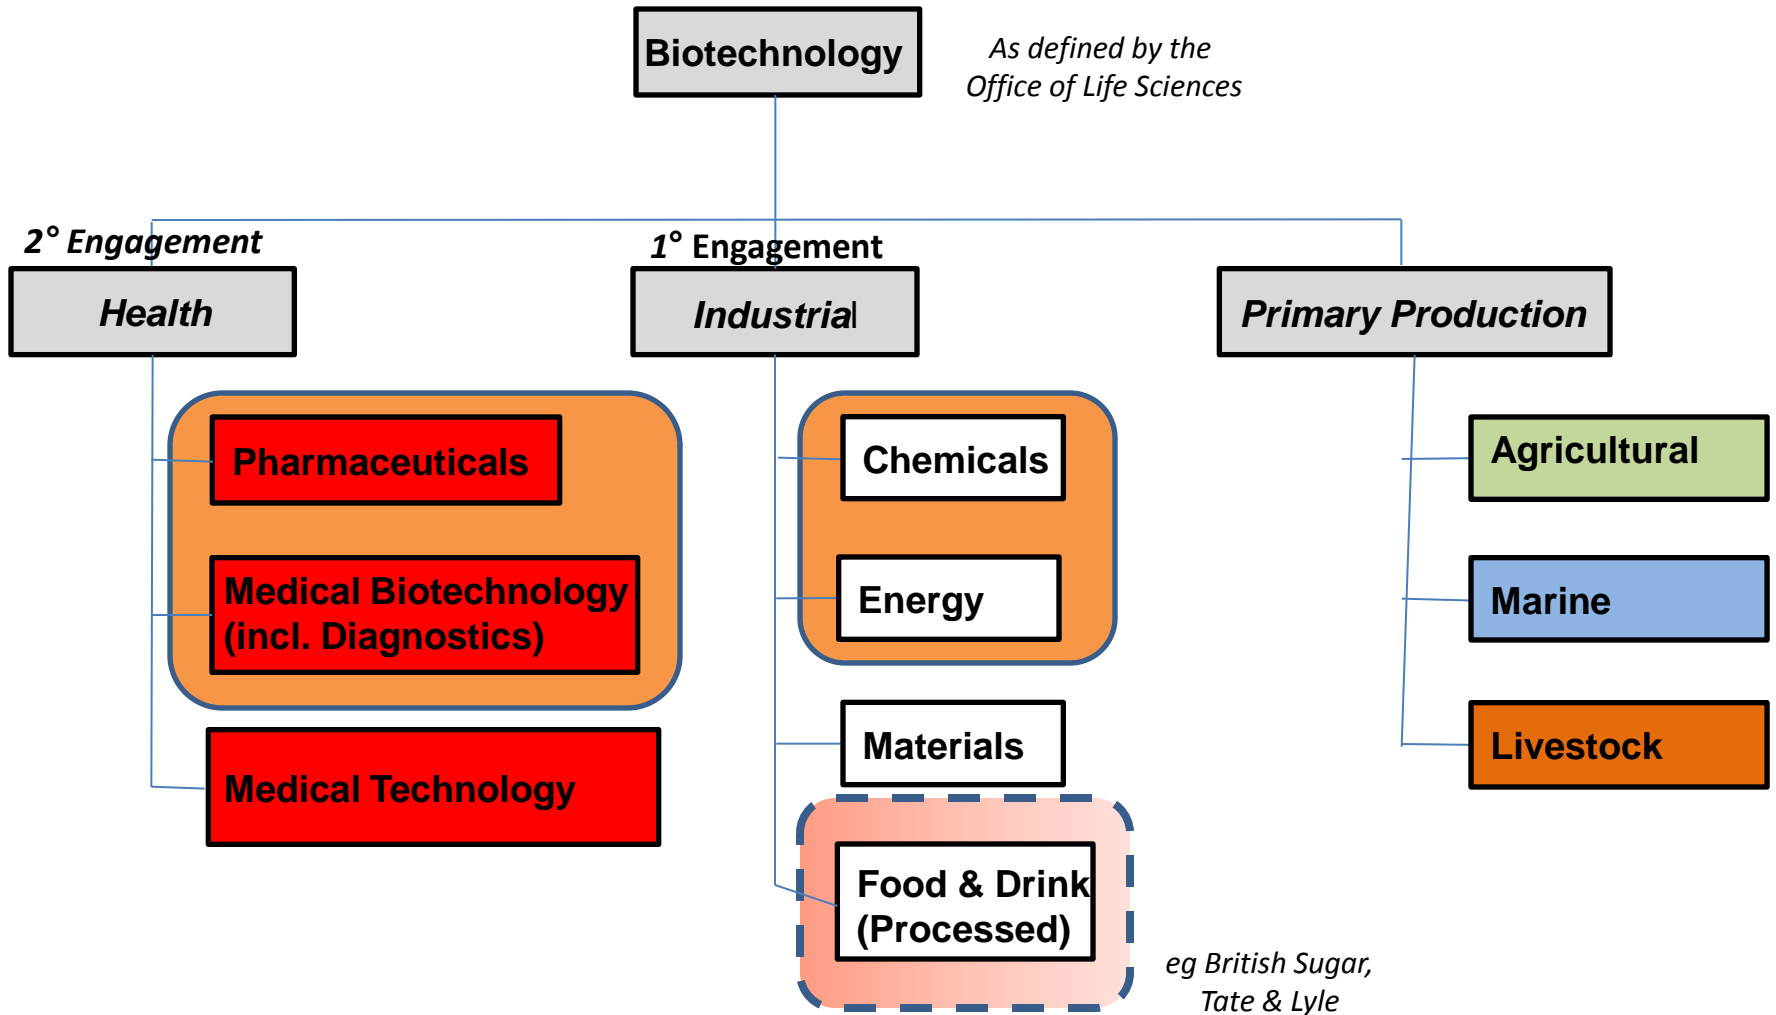 Biotechnology
As defined by the
Office of Life Sciences
2° Engagement
1° Engagement
Health
Industrial
Primary Production
Pharmaceuticals
Medical Biotechnology
(incl. Diagnostics)
Medical Technology
Chemicals
Energy
Materials
Food & Drink
(Processed)
eg British Sugar,
Tate & Lyle
Agricultural
Marine
Livestock